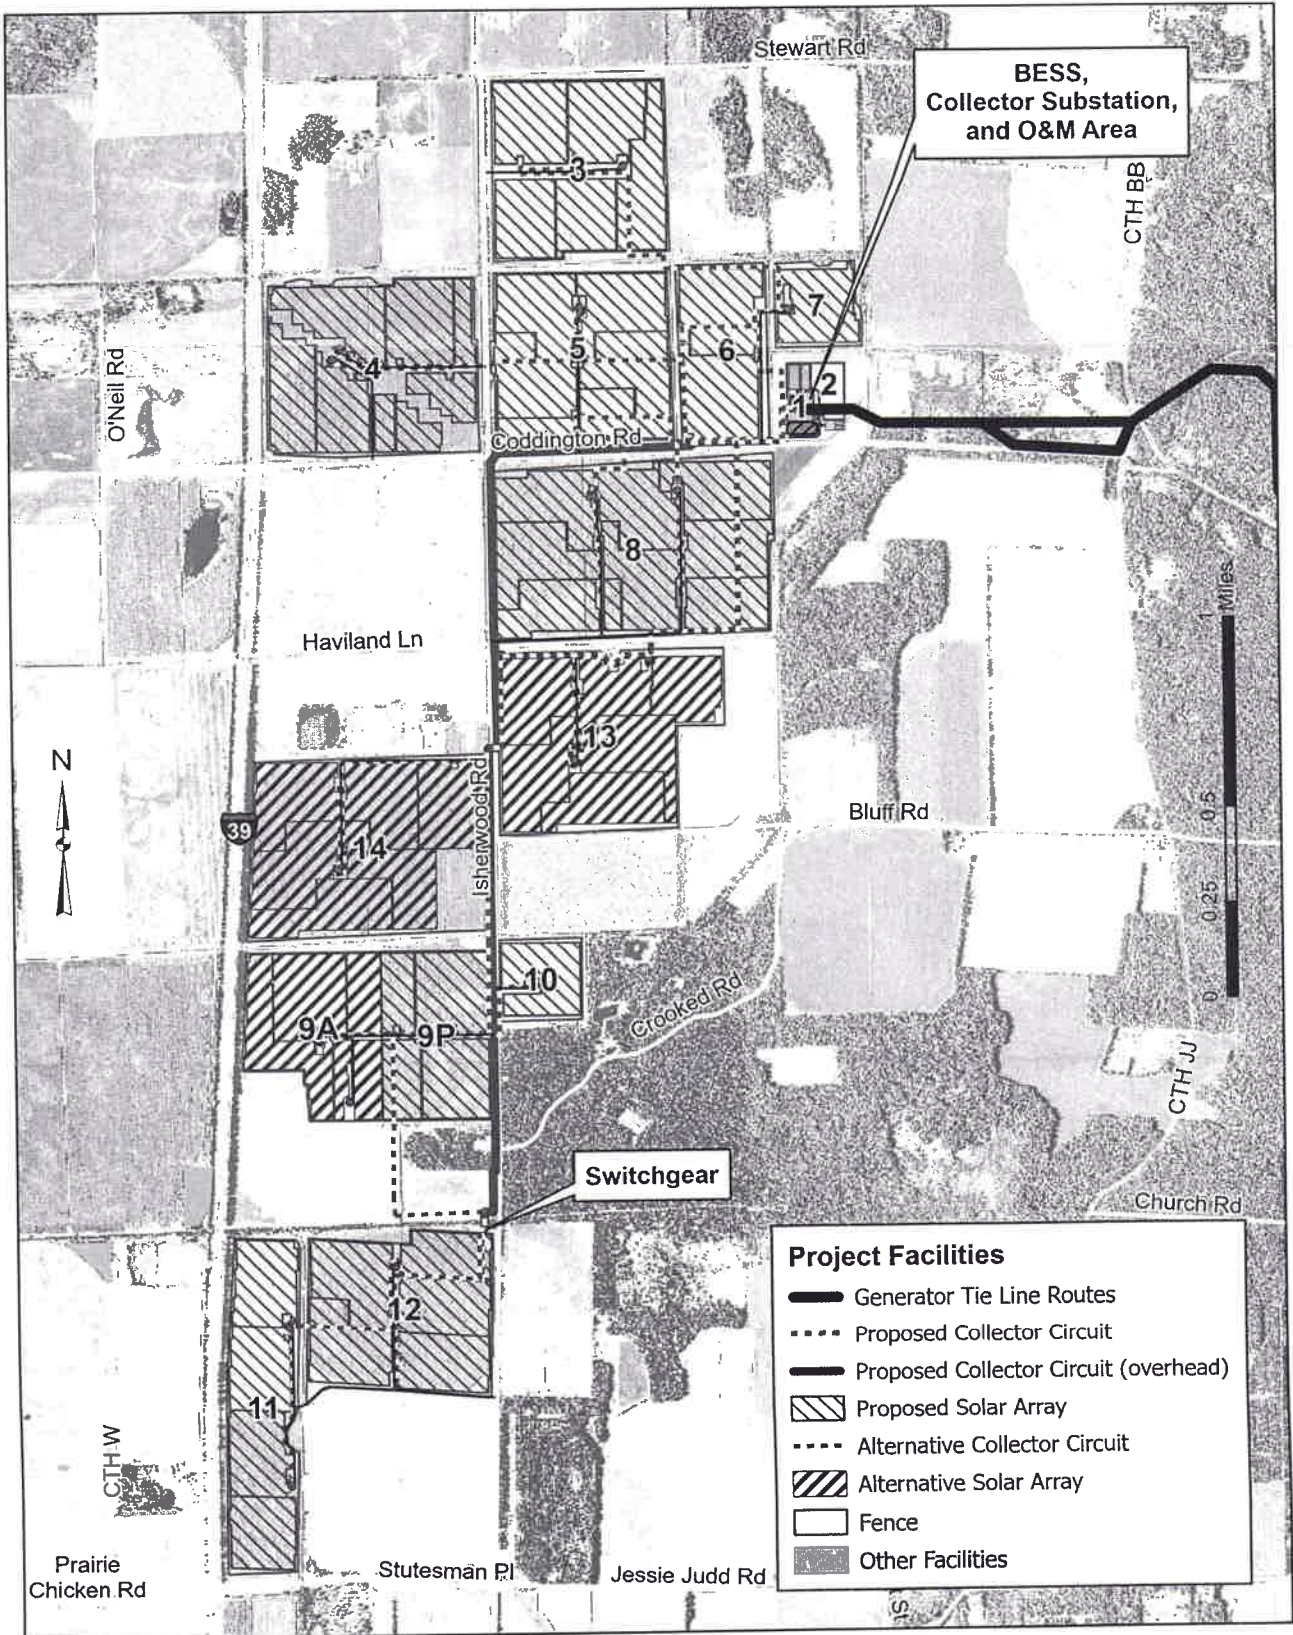 Stewart Rd
BESS,
Collector Substation,
and O&M Area
CTH BB
3
7
4
5
6
2
1
O'Neil Rd
Coddington Rd
8
Haviland Ln
N
13
Isherwood Rd
39
14
Bluff Rd
10
9A
9P
Crooked Rd
0
0.25
0.5
1
Miles
CTH JJ
Switchgear
Church Rd
12
11
CTH W
Prairie
Chicken Rd
Stutesman Pl
Jessie Judd Rd
Project Facilities
Generator Tie Line Routes
Proposed Collector Circuit
Proposed Collector Circuit (overhead)
Proposed Solar Array
Alternative Collector Circuit
Alternative Solar Array
Fence
Other Facilities